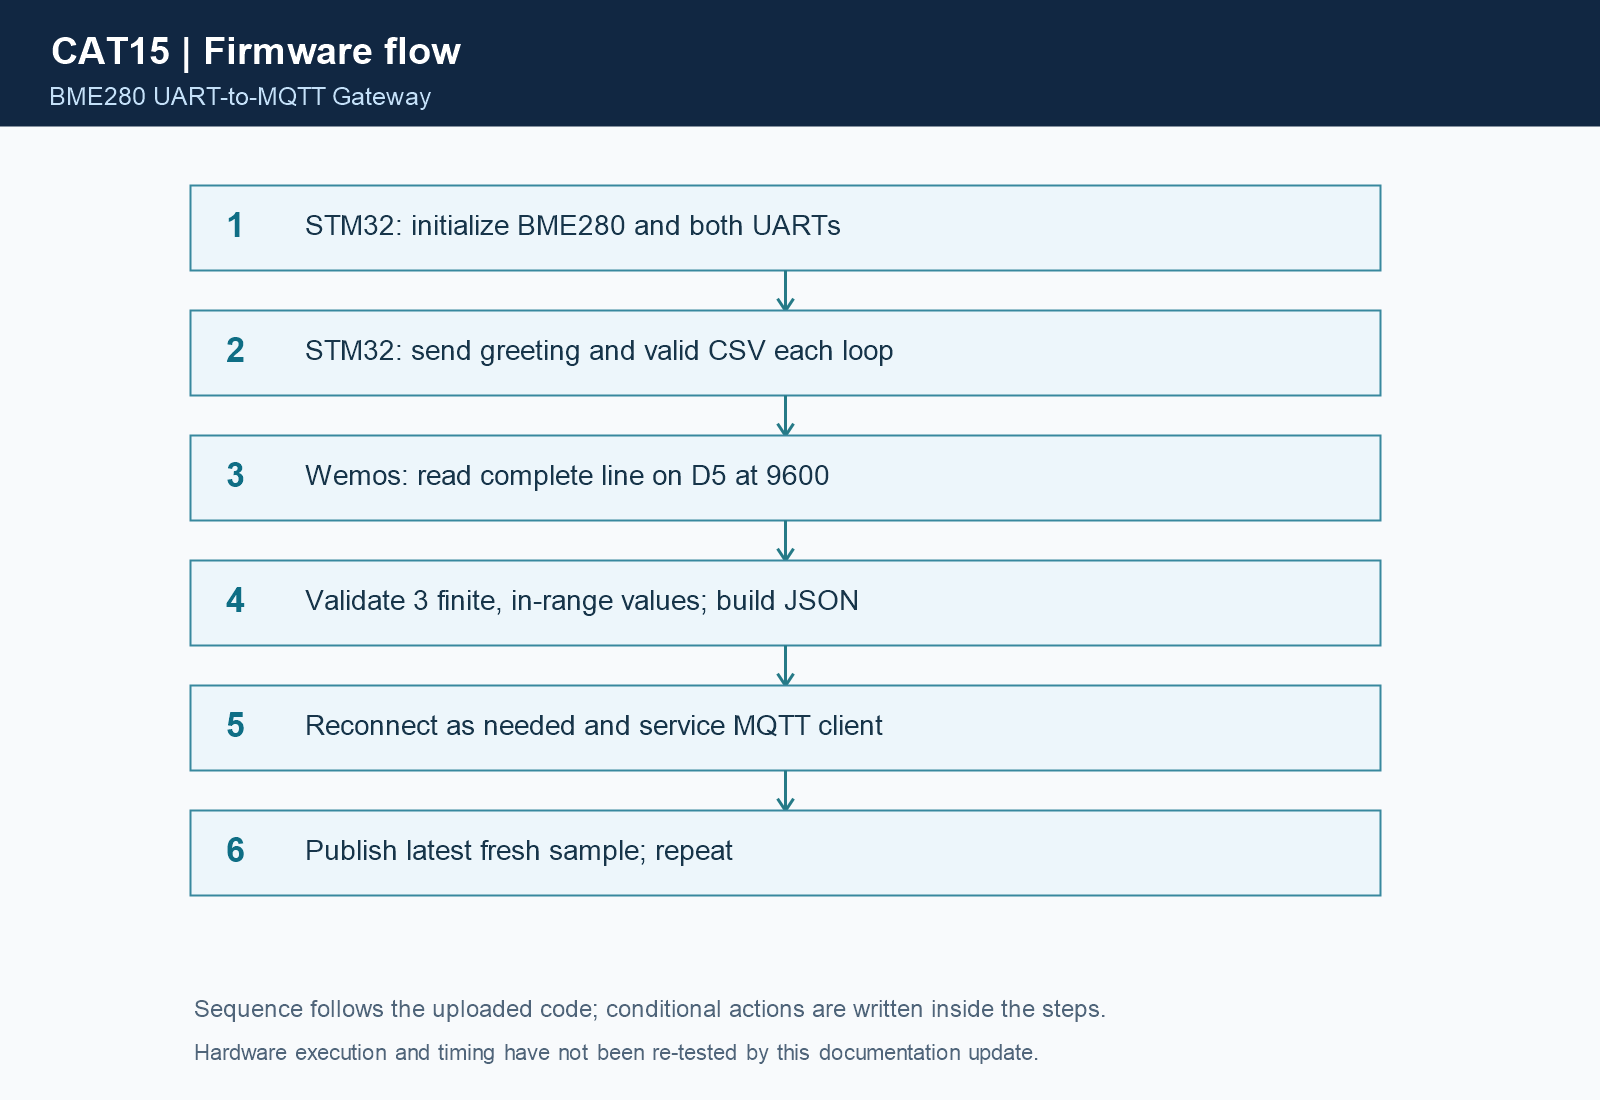 CAT15 | Firmware flow
BME280 UART-to-MQTT Gateway
1 STM32: initialize BME280 and both UARTs
2 STM32: send greeting and valid CSV each loop
3 Wemos: read complete line on D5 at 9600
4 Validate 3 finite, in-range values; build JSON
5 Reconnect as needed and service MQTT client
6 Publish latest fresh sample; repeat
Sequence follows the uploaded code; conditional actions are written inside the steps.
Hardware execution and timing have not been re-tested by this documentation update.